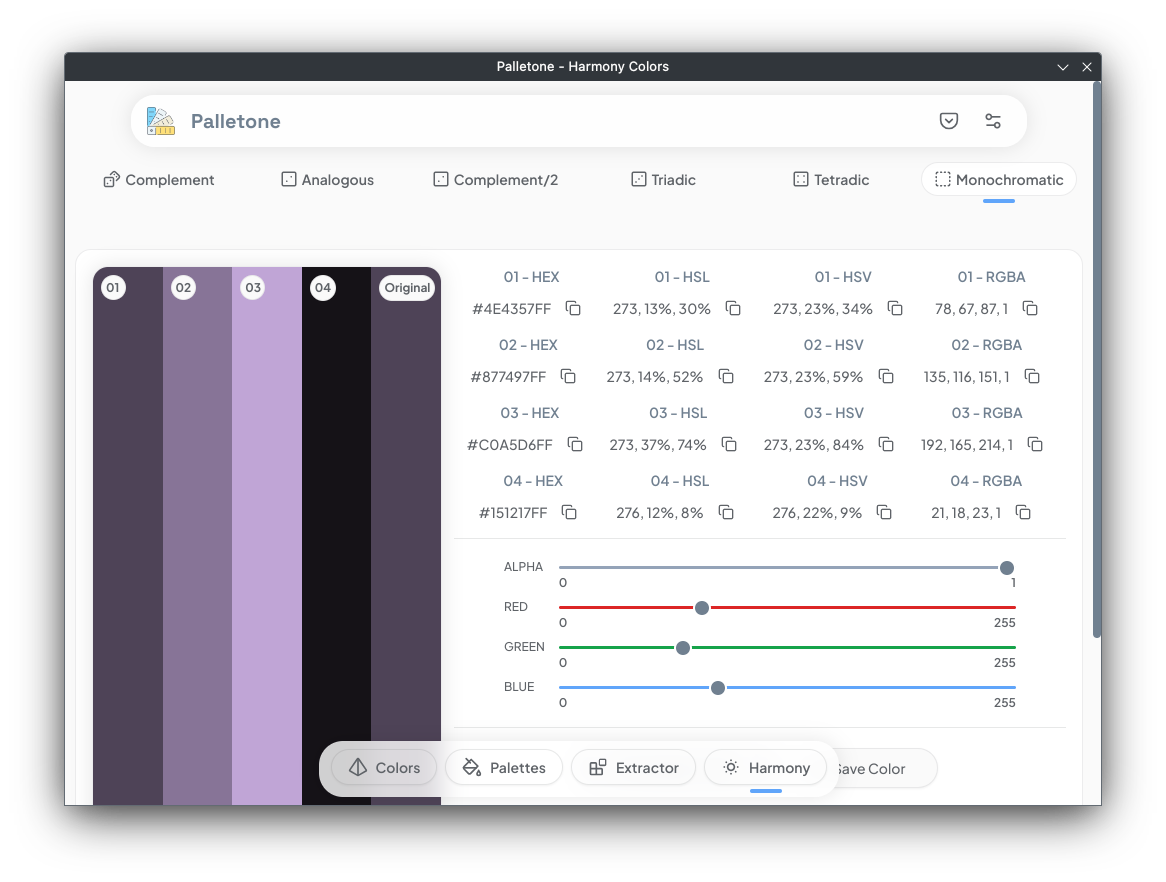 Palletone - Harmony Colors
Palletone
Complement Analogous Complement/2 Triadic Tetradic Monochromatic
01 02 03 04 Original
01 - HEX 01 - HSL 01 - HSV 01 - RGBA
#4E4357FF 273, 13%, 30% 273, 23%, 34% 78, 67, 87, 1
02 - HEX 02 - HSL 02 - HSV 02 - RGBA
#877497FF 273, 14%, 52% 273, 23%, 59% 135, 116, 151, 1
03 - HEX 03 - HSL 03 - HSV 03 - RGBA
#C0A5D6FF 273, 37%, 74% 273, 23%, 84% 192, 165, 214, 1
04 - HEX 04 - HSL 04 - HSV 04 - RGBA
#151217FF 276, 12%, 8% 276, 22%, 9% 21, 18, 23, 1
ALPHA
0 1
RED
0 255
GREEN
0 255
BLUE
0 255
Colors Palettes Extractor Harmony Save Color